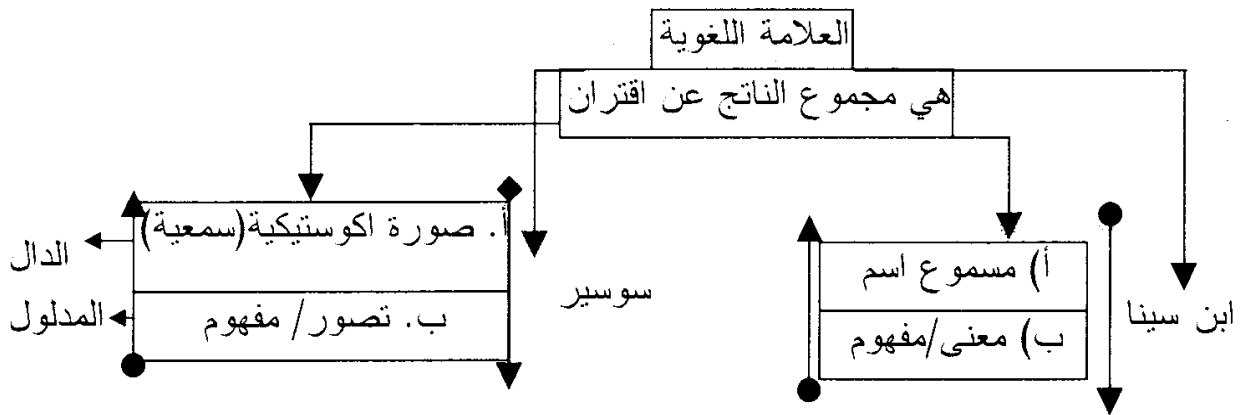 العلامة اللغوية
هي مجموع الناتج عن اقتران
أ) مسموع اسم
ب) معنى/مفهوم
ابن سينا
سوسير
أ. صورة اكوستيكية(سمعية)
ب. تصور/ مفهوم
الدال
المدلول